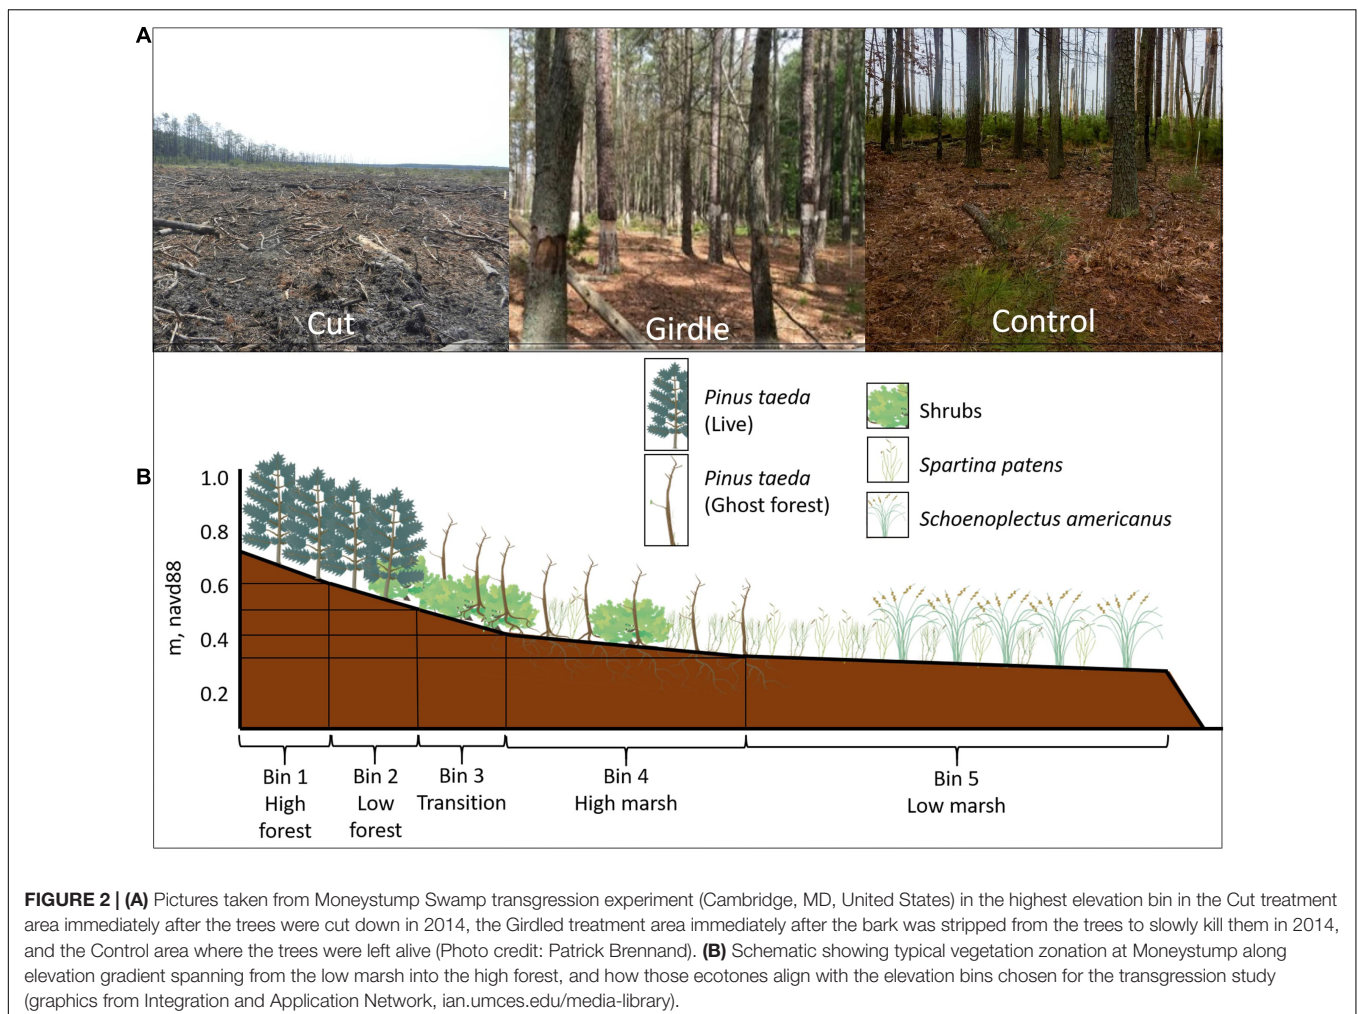 A
Cut
Girdle
Control
Pinus taeda
(Live)
Pinus taeda
(Ghost forest)
Shrubs
Spartina patens
Schoenoplectus americanus
B
m, navd88
1.0
0.8
0.6
0.4
0.2
Bin 1
High
forest
Bin 2
Low
forest
Bin 3
Transition
Bin 4
High marsh
Bin 5
Low marsh
FIGURE 2 | (A) Pictures taken from Moneystump Swamp transgression experiment (Cambridge, MD, United States) in the highest elevation bin in the Cut treatment
area immediately after the trees were cut down in 2014, the Girdled treatment area immediately after the bark was stripped from the trees to slowly kill them in 2014,
and the Control area where the trees were left alive (Photo credit: Patrick Brennand). (B) Schematic showing typical vegetation zonation at Moneystump along
elevation gradient spanning from the low marsh into the high forest, and how those ecotones align with the elevation bins chosen for the transgression study
(graphics from Integration and Application Network, ian.umces.edu/media-library).